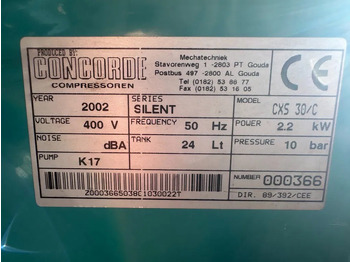 PRODUCED BY:
CONCORDE
COMPRESSOREN
Mechatechniek
Stavorenweg 1 -2803 PT Gouda
Postbus 497 -2800 AL Gouda
Tel. (0182) 53 88 77
Fax (0182) 53 16 05
CE
YEAR 2002
SERIES SILENT
MODEL CXS 30/C
VOLTAGE 400 V
FREQUENCY 50 Hz
POWER 2.2 kW
NOISE dBA
TANK 24 Lt
PRESSURE 10 bar
PUMP K17
NUMBER 000366
DIR. 89/392/CEE